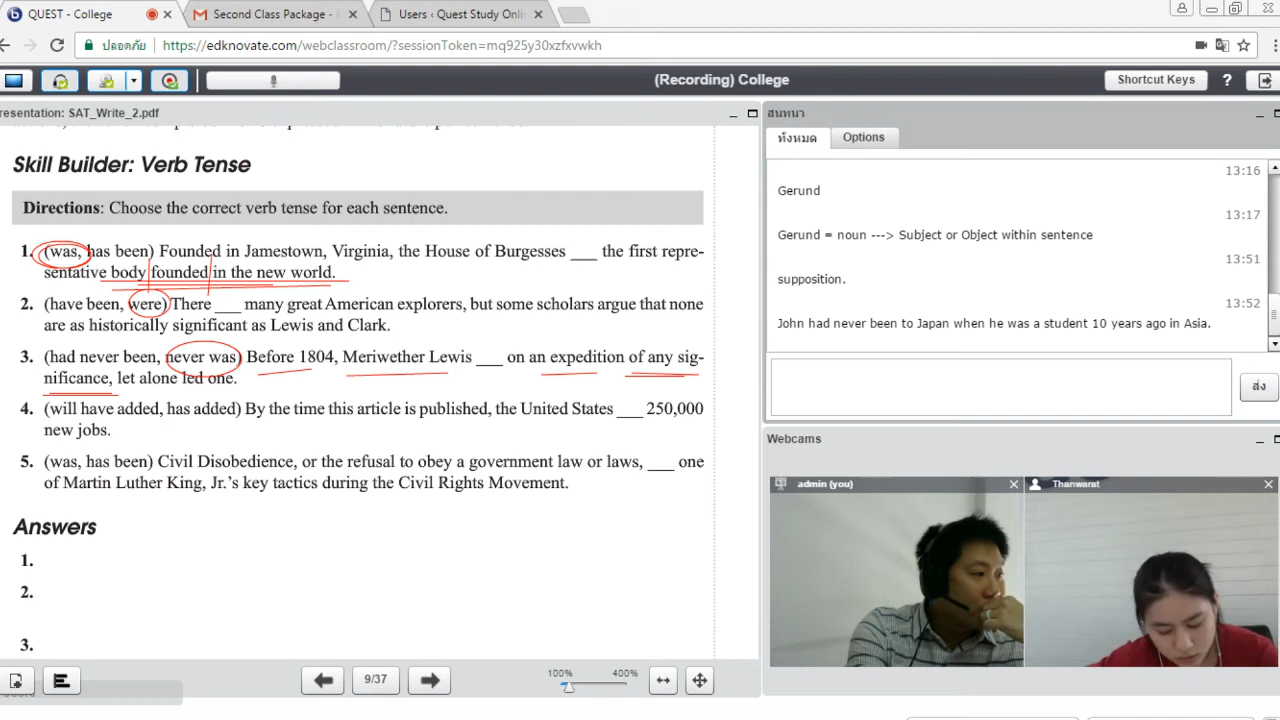 QUEST - College
Second Class Package -
Users ‹ Quest Study Onli
ปลอดภัย
https://edknovate.com/webclassroom/?sessionToken=mq925y30xzfxvwkh
(Recording) College
Shortcut Keys
?
resentation: SAT_Write_2.pdf
Skill Builder: Verb Tense
Directions: Choose the correct verb tense for each sentence.
1. (was, has been) Founded in Jamestown, Virginia, the House of Burgesses ___ the first repre-
sentative body founded in the new world.
2. (have been, were) There ___ many great American explorers, but some scholars argue that none
are as historically significant as Lewis and Clark.
3. (had never been, never was) Before 1804, Meriwether Lewis ___ on an expedition of any sig-
nificance, let alone led one.
4. (will have added, has added) By the time this article is published, the United States ___ 250,000
new jobs.
5. (was, has been) Civil Disobedience, or the refusal to obey a government law or laws, ___ one
of Martin Luther King, Jr.'s key tactics during the Civil Rights Movement.
Answers
1.
2.
3.
9/37
100%
400%
สนทนา
ทั้งหมด
Options
13:16
Gerund
13:17
Gerund = noun ---> Subject or Object within sentence
13:51
supposition.
13:52
John had never been to Japan when he was a student 10 years ago in Asia.
ส่ง
Webcams
admin (you)
Thanwarat